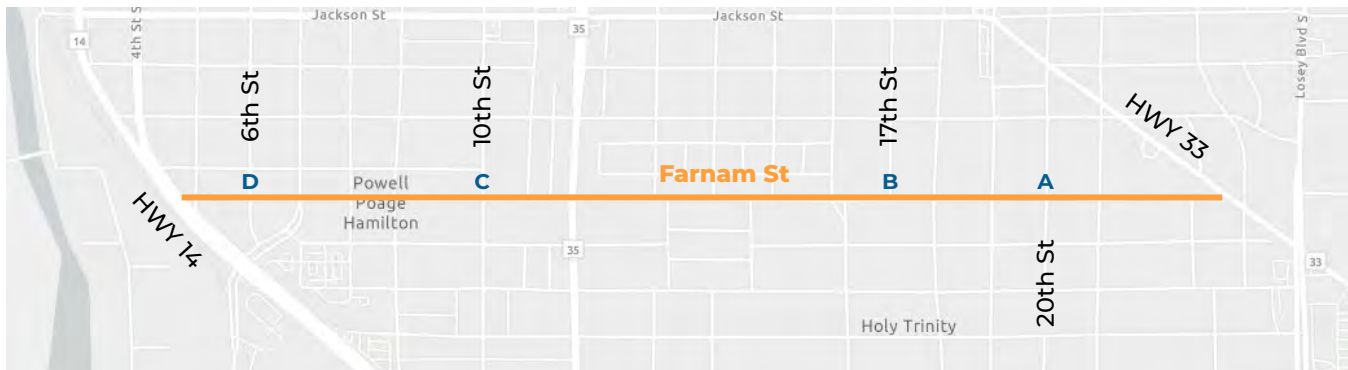 Jackson St
Jackson St
14
4th St S
35
6th St
10th St
17th St
HWY 33
Losey Blvd S
D
Powell
Poage
Hamilton
C
Farnam St
B
A
HWY 14
35
20th St
33
Holy Trinity